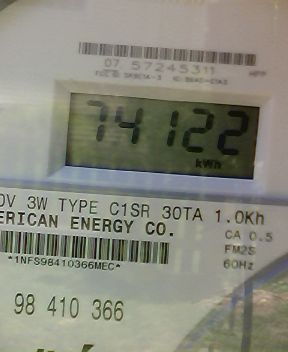 07 57245311
74122
kWh
0V 3W TYPE C1SR 30TA 1.0Kh
ERICAN ENERGY CO.
CA 0.5
FM2S
*1NFS98410366MEC*
60Hz
98 410 366